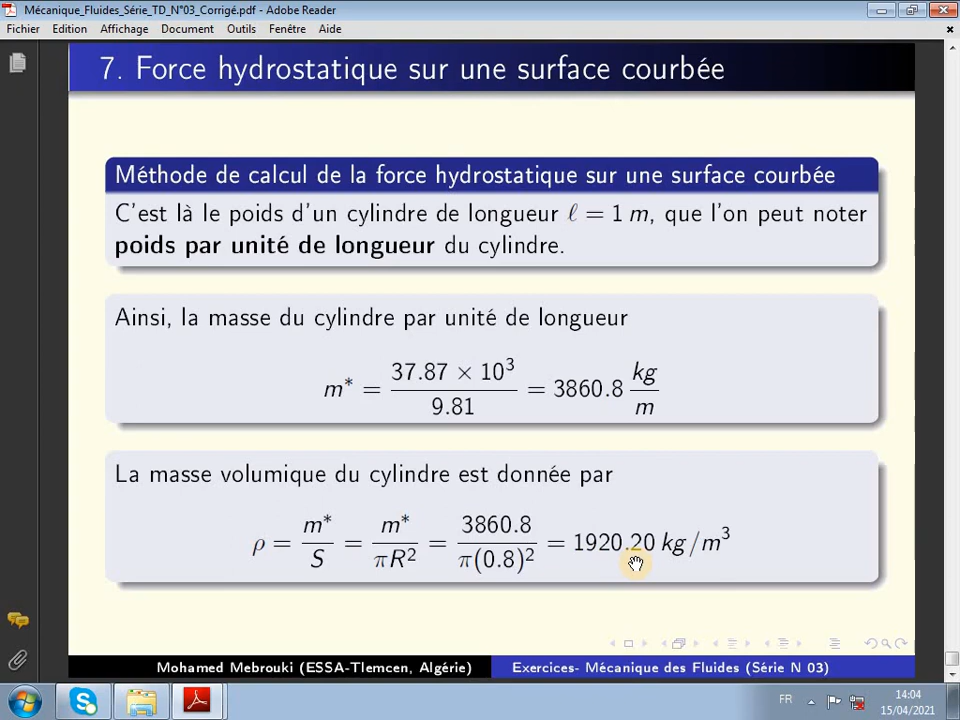 Mécanique_Fluides_Série_TD_N°03_Corrigé.pdf - Adobe Reader
Fichier Edition Affichage Document Outils Fenêtre Aide
7. Force hydrostatique sur une surface courbée
Méthode de calcul de la force hydrostatique sur une surface courbée
C'est là le poids d'un cylindre de longueur ℓ = 1 m, que l'on peut noter
poids par unité de longueur du cylindre.
Ainsi, la masse du cylindre par unité de longueur
m* = 37.87 × 10³ / 9.81 = 3860.8 kg/m
La masse volumique du cylindre est donnée par
ρ = m*/S = m*/πR² = 3860.8/π(0.8)² = 1920.20 kg/m³
Mohamed Mebrouki (ESSA-Tlemcen, Algérie) Exercices- Mécanique des Fluides (Série N 03)
FR 14:04
15/04/2021